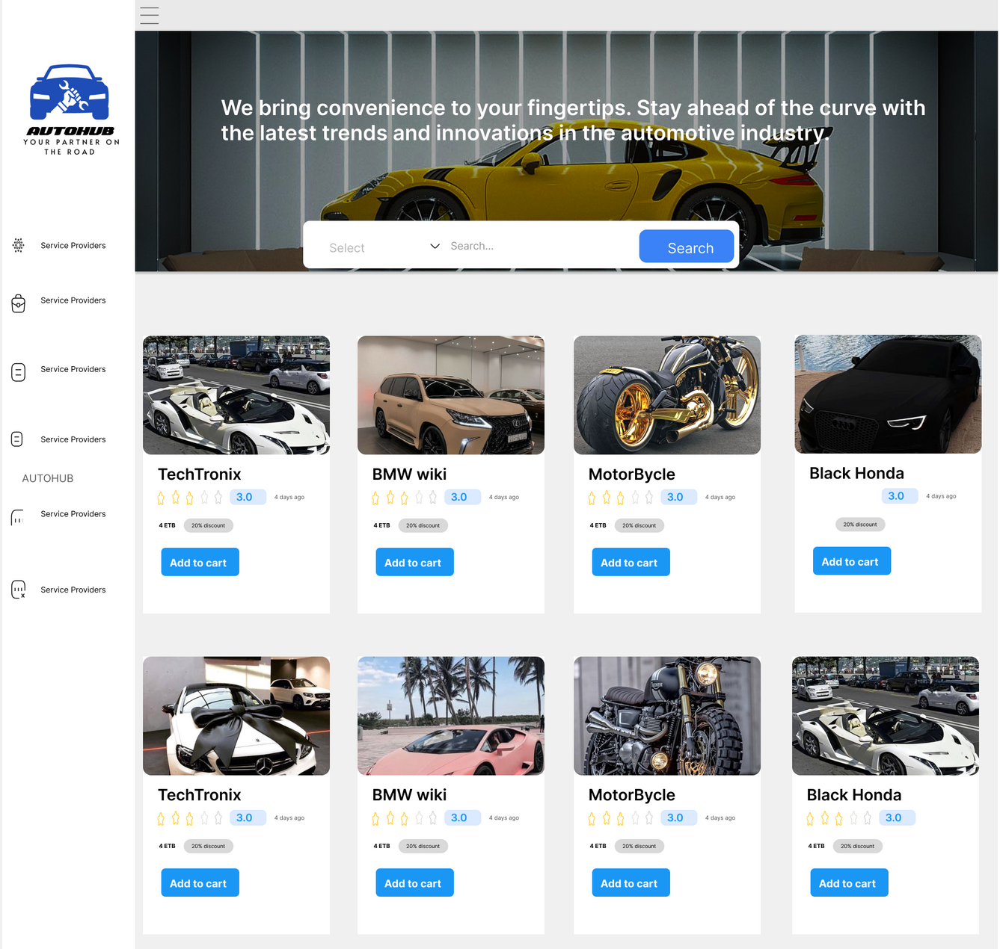 AUTOHUB
YOUR PARTNER ON
THE ROAD
Service Providers
Service Providers
Service Providers
Service Providers
AUTOHUB
Service Providers
Service Providers
We bring convenience to your fingertips. Stay ahead of the curve with
the latest trends and innovations in the automotive industry.
Select
Search...
Search
TechTronix
3.0
4 days ago
4 ETB
20% discount
Add to cart
BMW wiki
3.0
4 days ago
4 ETB
20% discount
Add to cart
MotorBycle
3.0
4 days ago
4 ETB
20% discount
Add to cart
Black Honda
3.0
4 days ago
20% discount
Add to cart
TechTronix
3.0
4 days ago
4 ETB
20% discount
Add to cart
BMW wiki
3.0
4 days ago
4 ETB
20% discount
Add to cart
TRIUMPH
MotorBycle
3.0
4 days ago
4 ETB
20% discount
Add to cart
Black Honda
3.0
4 ETB
20% discount
Add to cart